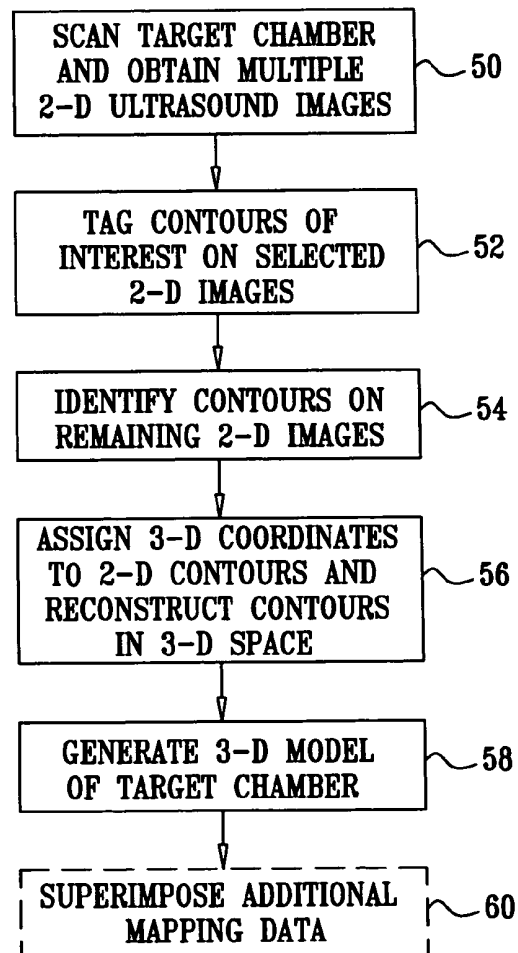 SCAN TARGET CHAMBER
AND OBTAIN MULTIPLE
2-D ULTRASOUND IMAGES
50
TAG CONTOURS OF
INTEREST ON SELECTED
2-D IMAGES
52
IDENTIFY CONTOURS ON
REMAINING 2-D IMAGES
54
ASSIGN 3-D COORDINATES
TO 2-D CONTOURS AND
RECONSTRUCT CONTOURS
IN 3-D SPACE
56
GENERATE 3-D MODEL
OF TARGET CHAMBER
58
SUPERIMPOSE ADDITIONAL
MAPPING DATA
60